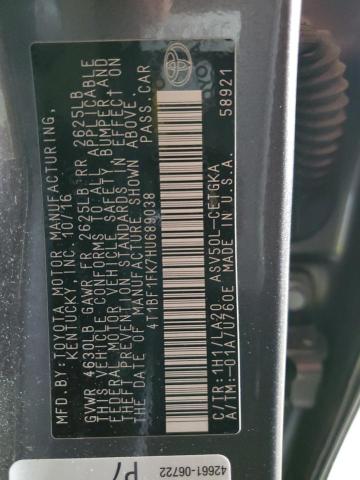 MFD. BY: TOYOTA MOTOR MANUFACTURING,
KENTUCKY, INC. 10/16
GVWR 4630LB GAWR FR 2625LB RR 2625LB
THIS VEHICLE CONFORMS TO ALL APPLICABLE
FEDERAL MOTOR VEHICLE SAFETY, BUMPER, AND
THEFT PREVENTION STANDARDS IN EFFECT ON
THE DATE OF MANUFACTURE SHOWN ABOVE.
4T1BF1FK7HU689038 PASS. CAR
C/TR: 1H1/LA20 ASV50L-CETGKA
A/TM: -01A/U760E MADE IN U.S.A. 58921
42661-06722